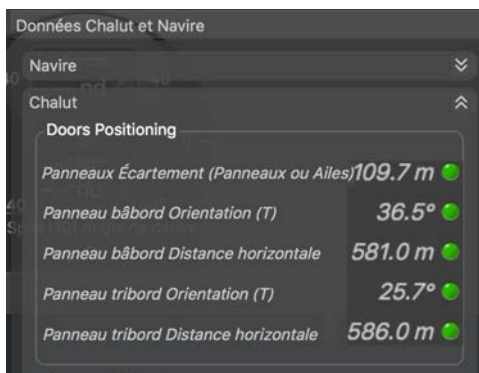 Données Chalut et Navire
Navire
Chalut
Doors Positioning
Panneaux Écartement (Panneaux ou Ailes) 109.7 m
Panneau bâbord Orientation (T) 36.5°
Panneau bâbord Distance horizontale 581.0 m
Panneau tribord Orientation (T) 25.7°
Panneau tribord Distance horizontale 586.0 m